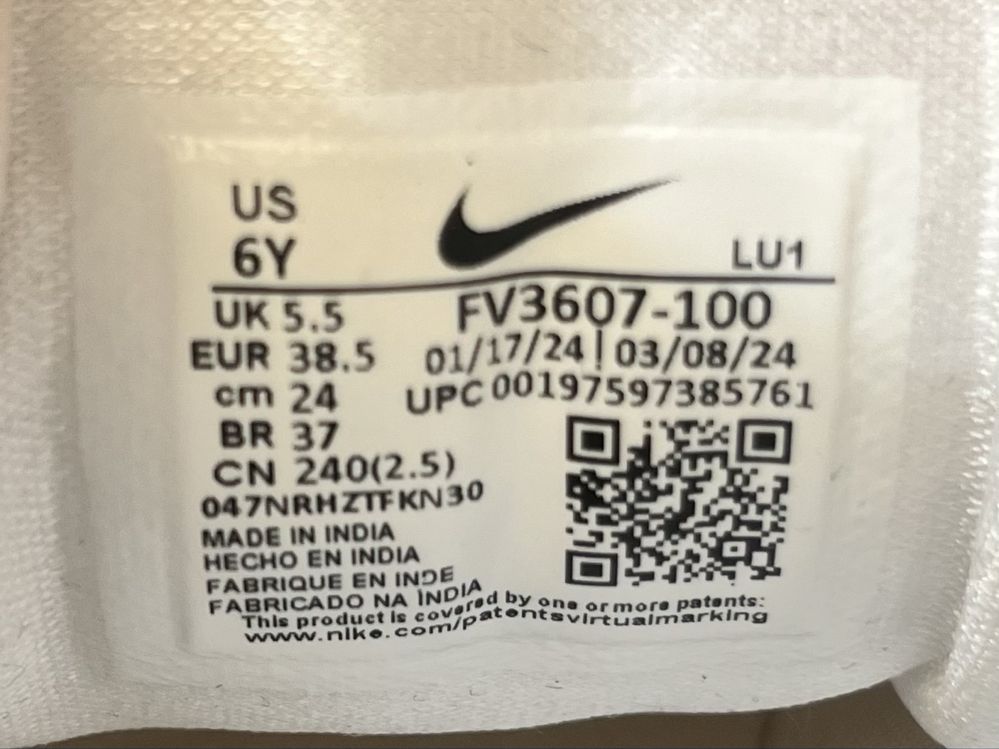 US
6Y
LU1
UK 5.5
FV3607-100
EUR 38.5
01/17/24 | 03/08/24
cm 24
UPC 00197597385761
BR 37
CN 240(2.5)
047NRHZTFKN30
MADE IN INDIA
HECHO EN INDIA
FABRIQUE EN INDE
FABRICADO NA INDIA
This product is covered by one or more patents:
www.nike.com/patentsvirtualmarking